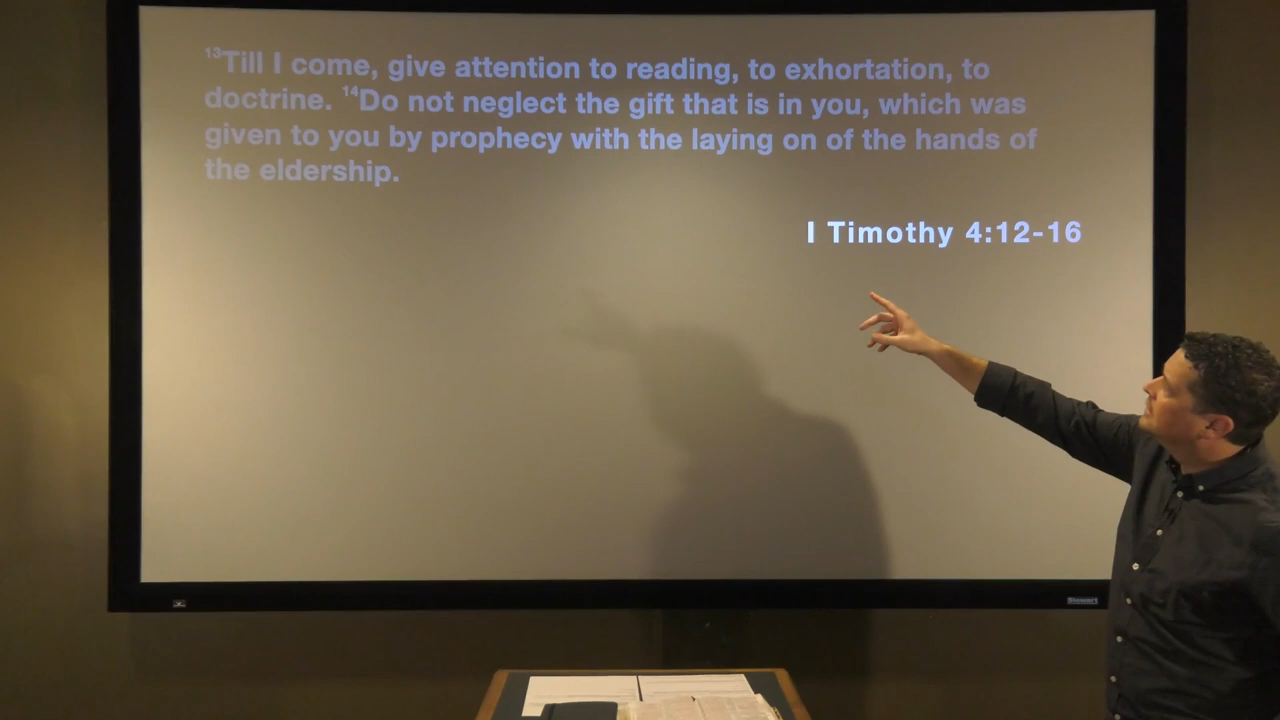 13Till I come, give attention to reading, to exhortation, to
doctrine. 14Do not neglect the gift that is in you, which was
given to you by prophecy with the laying on of the hands of
the eldership.
I Timothy 4:12-16
Stewart